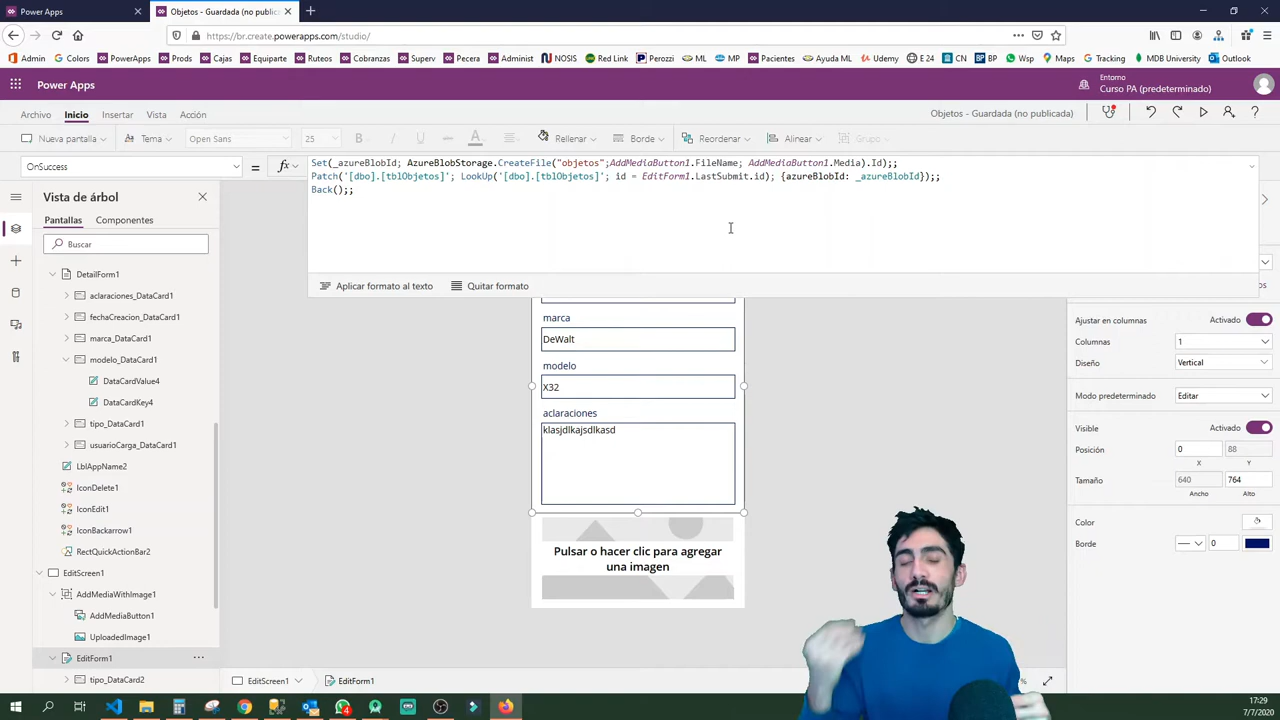 Power Apps
Objetos - Guardada (no publica
https://br.create.powerapps.com/studio/
Admin
Colors
PowerApps
Prods
Cajas
Equiparte
Ruteos
Cobranzas
Superv
Pecera
Administ
NOSIS
Red Link
Perozzi
ML
MP
Pacientes
Ayuda ML
Udemy
E 24
CN
BP
Wsp
Maps
Tracking
MDB University
Outlook
Power Apps
Entorno
Curso PA (predeterminado)
Archivo
Inicio
Insertar
Vista
Acción
Objetos - Guardada (no publicada)
Nueva pantalla
Tema
Open Sans
25
B
Rellenar
Borde
Reordenar
Alinear
Grupo
OnSuccess
=
fx
Set(_azureBlobId; AzureBlobStorage.CreateFile("objetos";AddMediaButton1.FileName; AddMediaButton1.Media).Id);;
Patch('[dbo].[tblObjetos]'; LookUp('[dbo].[tblObjetos]'; id = EditForm1.LastSubmit.id); {azureBlobId: _azureBlobId});;
Back();;
Aplicar formato al texto
Quitar formato
Vista de árbol
Pantallas
Componentes
Buscar
DetailForm1
aclaraciones_DataCard1
fechaCreacion_DataCard1
marca_DataCard1
modelo_DataCard1
DataCardValue4
DataCardKey4
tipo_DataCard1
usuarioCarga_DataCard1
LblAppName2
IconDelete1
IconEdit1
IconBackarrow1
RectQuickActionBar2
EditScreen1
AddMediaWithImage1
AddMediaButton1
UploadedImage1
EditForm1
tipo_DataCard2
marca
DeWalt
modelo
X32
aclaraciones
klasjdlkajsdlkasd
Pulsar o hacer clic para agregar
una imagen
os
Ajustar en columnas
Activado
Columnas
1
Diseño
Vertical
Modo predeterminado
Editar
Visible
Activado
Posición
0
88
X
Y
Tamaño
640
764
Ancho
Alto
Color
Borde
0
EditScreen1
EditForm1
%
17:29
7/7/2020